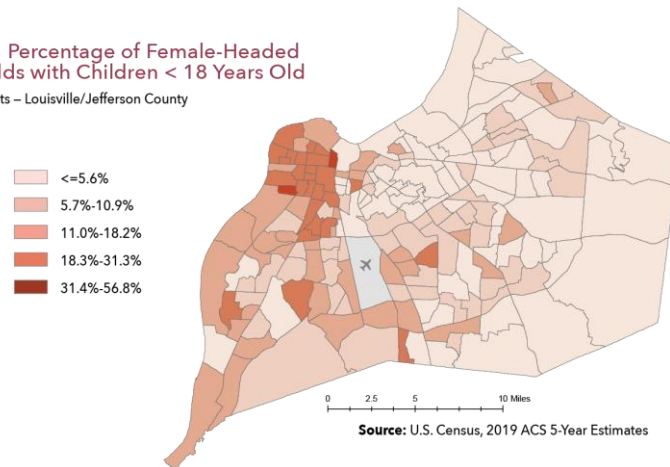 Percentage of Female-Headed
lds with Children < 18 Years Old
ts – Louisville/Jefferson County
<=5.6%
5.7%-10.9%
11.0%-18.2%
18.3%-31.3%
31.4%-56.8%
0 2.5 5 10 Miles
Source: U.S. Census, 2019 ACS 5-Year Estimates